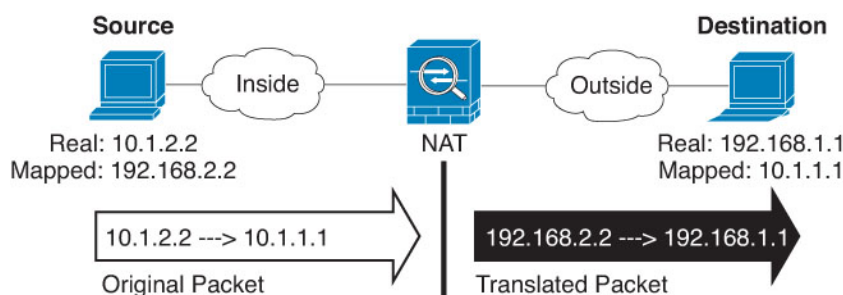 Source
Destination
Inside
Outside
Real: 10.1.2.2
NAT
Real: 192.168.1.1
Mapped: 192.168.2.2
Mapped: 10.1.1.1
10.1.2.2 ---> 10.1.1.1
192.168.2.2 ---> 192.168.1.1
Original Packet
Translated Packet